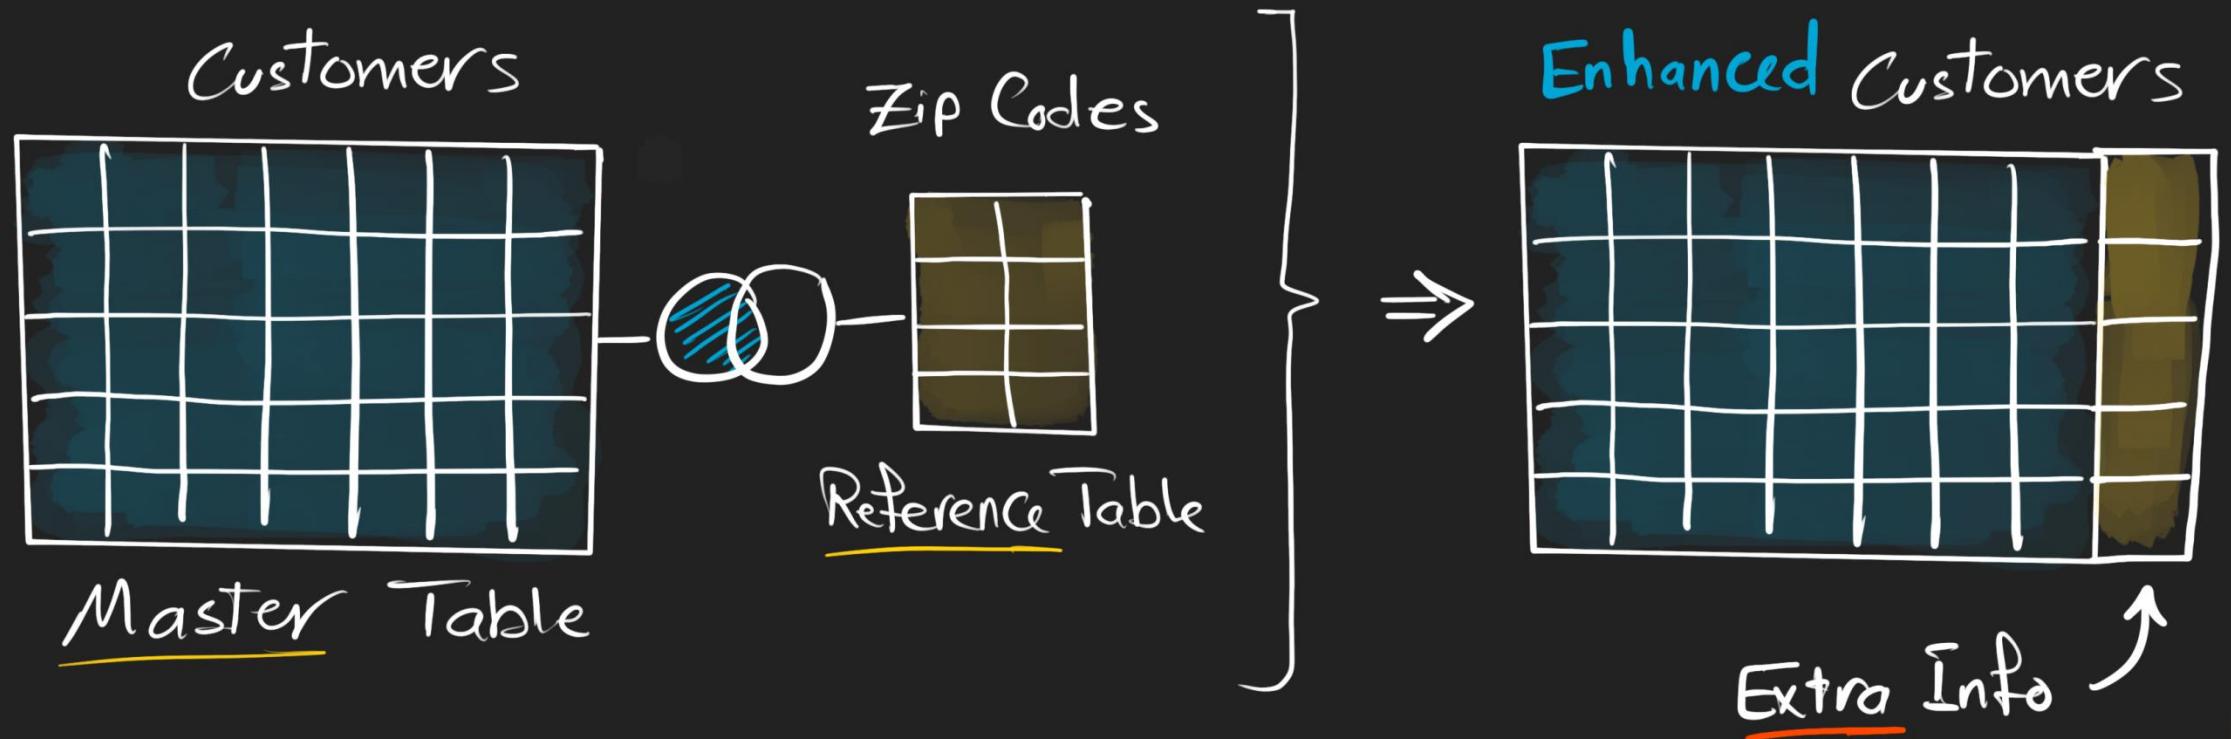 Customers
Master Table
Zip Codes
Reference Table
Enhanced Customers
Extra Info